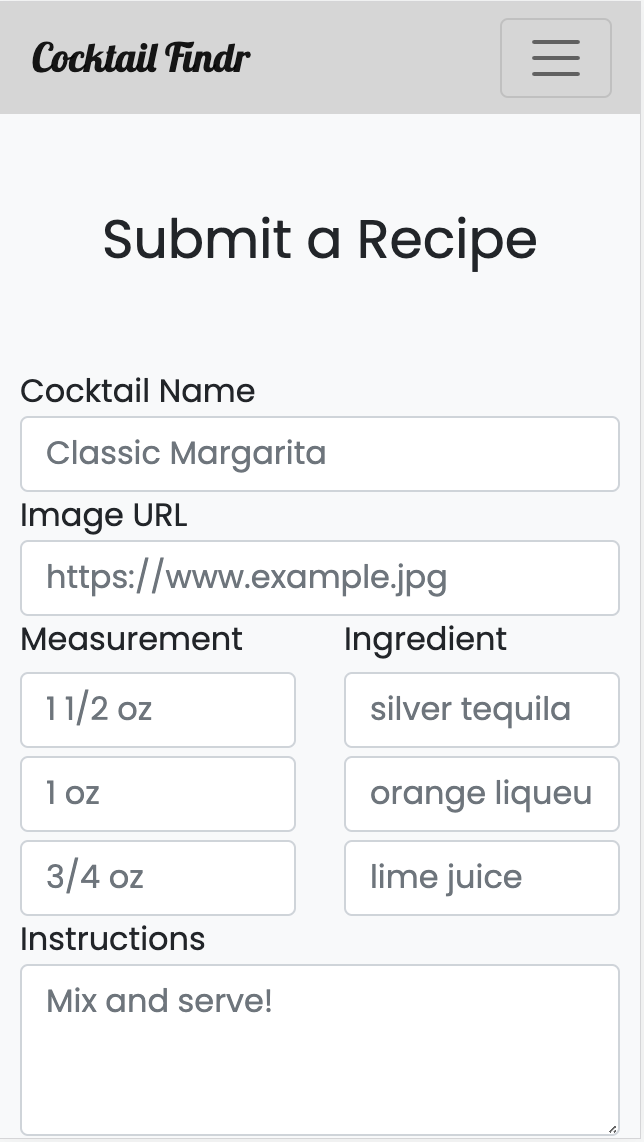 Cocktail Findr
Submit a Recipe
Cocktail Name
Classic Margarita
Image URL
https://www.example.jpg
Measurement Ingredient
1 1/2 oz silver tequila
1 oz orange liqueu
3/4 oz lime juice
Instructions
Mix and serve!